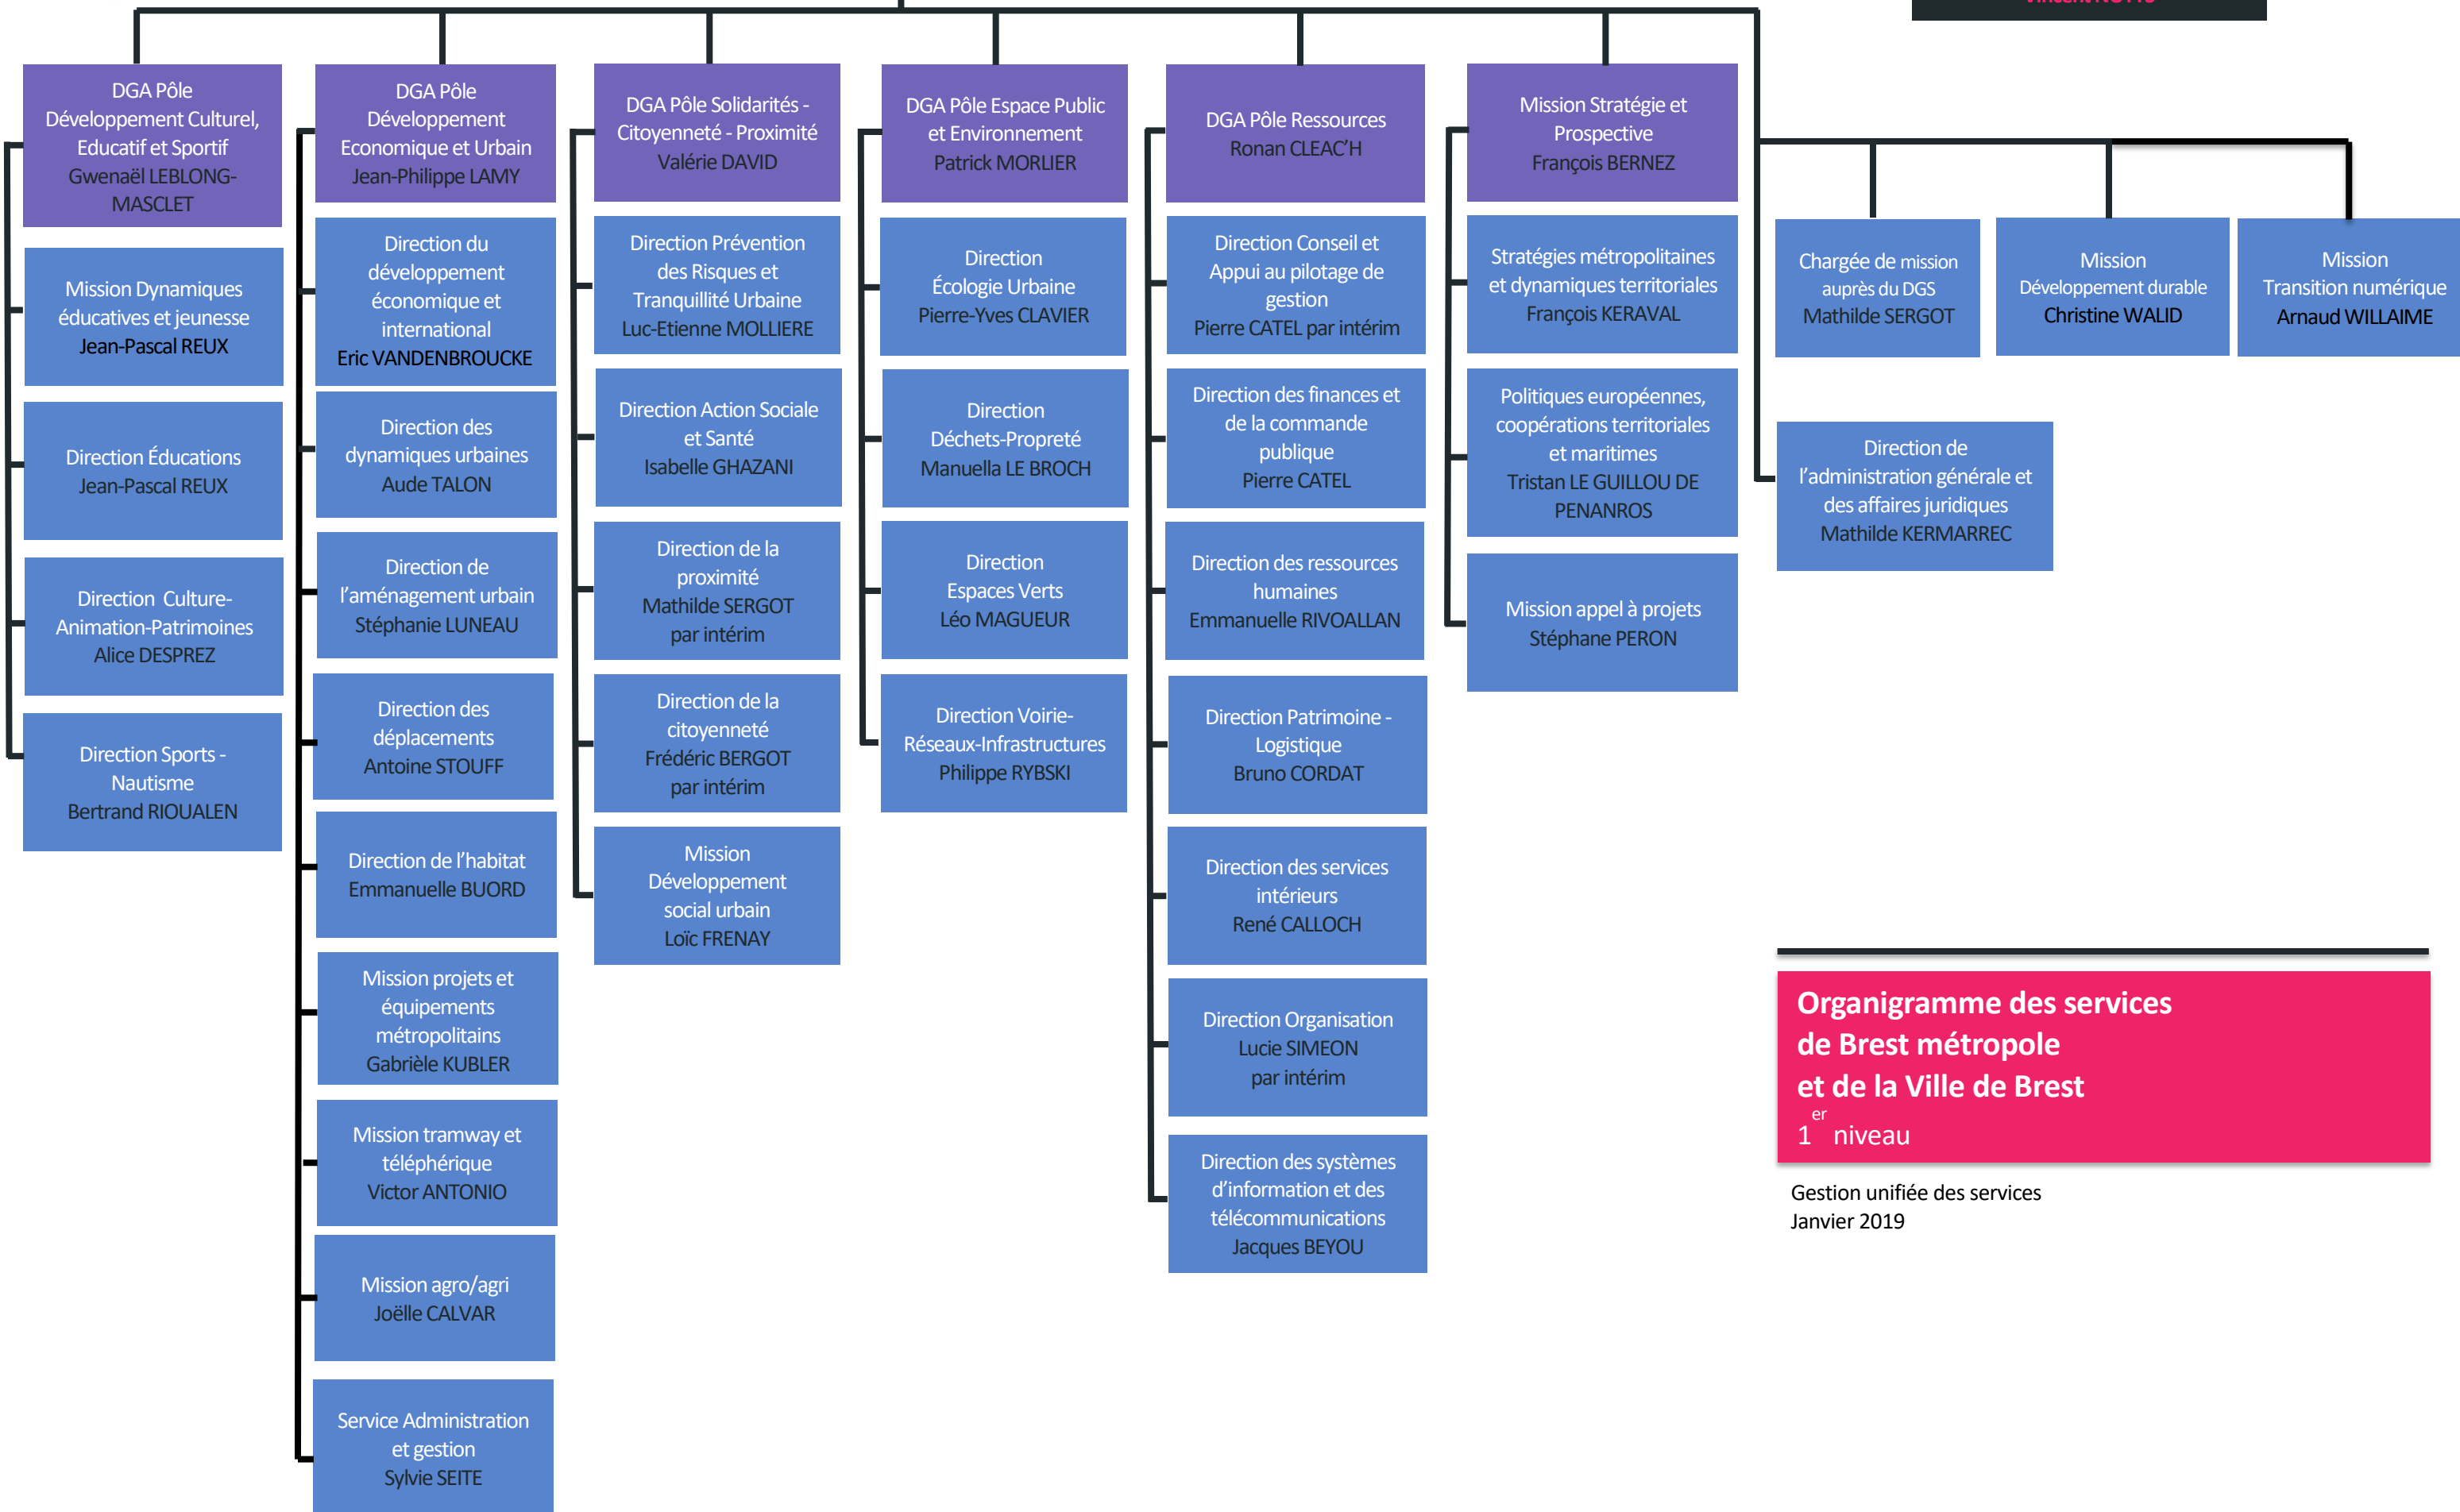 DGA Pôle
Développement Culturel,
Educatif et Sportif
Gwenaël LEBLONG-
MASCLET
Mission Dynamiques
éducatives et jeunesse
Jean-Pascal REUX
Direction Éducations
Jean-Pascal REUX
Direction Culture-
Animation-Patrimoines
Alice DESPREZ
Direction Sports -
Nautisme
Bertrand RIOUALEN
DGA Pôle
Développement
Economique et Urbain
Jean-Philippe LAMY
Direction du
développement
économique et
international
Eric VANDENBROUCKE
Direction des
dynamiques urbaines
Aude TALON
Direction de
l’aménagement urbain
Stéphanie LUNEAU
Direction des
déplacements
Antoine STOUFF
Direction de l’habitat
Emmanuelle BUORD
Mission projets et
équipements
métropolitains
Gabrièle KUBLER
Mission tramway et
téléphérique
Victor ANTONIO
Mission agro/agri
Joëlle CALVAR
Service Administration
et gestion
Sylvie SEITE
DGA Pôle Solidarités -
Citoyenneté - Proximité
Valérie DAVID
Direction Prévention
des Risques et
Tranquillité Urbaine
Luc-Etienne MOLLIERE
Direction Action Sociale
et Santé
Isabelle GHAZANI
Direction de la
proximité
Mathilde SERGOT
par intérim
Direction de la
citoyenneté
Frédéric BERGOT
par intérim
Mission
Développement
social urbain
Loïc FRENAY
DGA Pôle Espace Public
et Environnement
Patrick MORLIER
Direction
Écologie Urbaine
Pierre-Yves CLAVIER
Direction
Déchets-Propreté
Manuella LE BROCH
Direction
Espaces Verts
Léo MAGUEUR
Direction Voirie-
Réseaux-Infrastructures
Philippe RYBSKI
DGA Pôle Ressources
Ronan CLEAC’H
Direction Conseil et
Appui au pilotage de
gestion
Pierre CATEL par intérim
Direction des finances et
de la commande
publique
Pierre CATEL
Direction des ressources
humaines
Emmanuelle RIVOALLAN
Direction Patrimoine -
Logistique
Bruno CORDAT
Direction des services
intérieurs
René CALLOCH
Direction Organisation
Lucie SIMEON
par intérim
Direction des systèmes
d’information et des
télécommunications
Jacques BEYOU
Mission Stratégie et
Prospective
François BERNEZ
Stratégies métropolitaines
et dynamiques territoriales
François KERAVAL
Politiques européennes,
coopérations territoriales
et maritimes
Tristan LE GUILLOU DE
PENANROS
Mission appel à projets
Stéphane PERON
Chargée de mission
auprès du DGS
Mathilde SERGOT
Mission
Développement durable
Christine WALID
Mission
Transition numérique
Arnaud WILLAIME
Direction de
l’administration générale et
des affaires juridiques
Mathilde KERMARREC
Organigramme des services
de Brest métropole
et de la Ville de Brest
1er niveau
Gestion unifiée des services
Janvier 2019